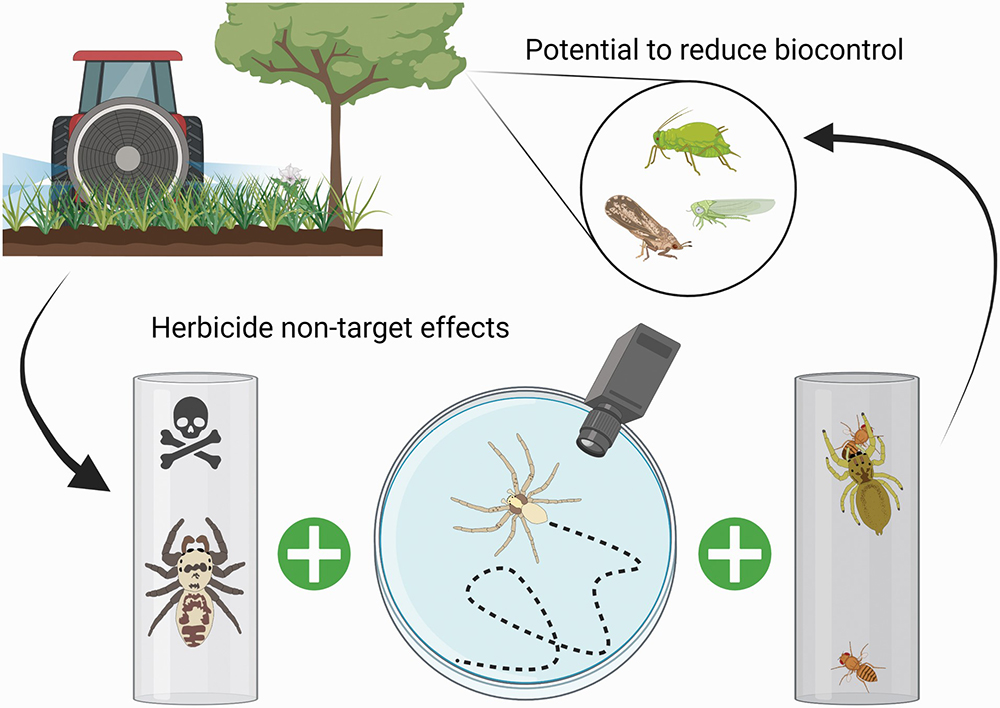 Potential to reduce biocontrol
Herbicide non-target effects